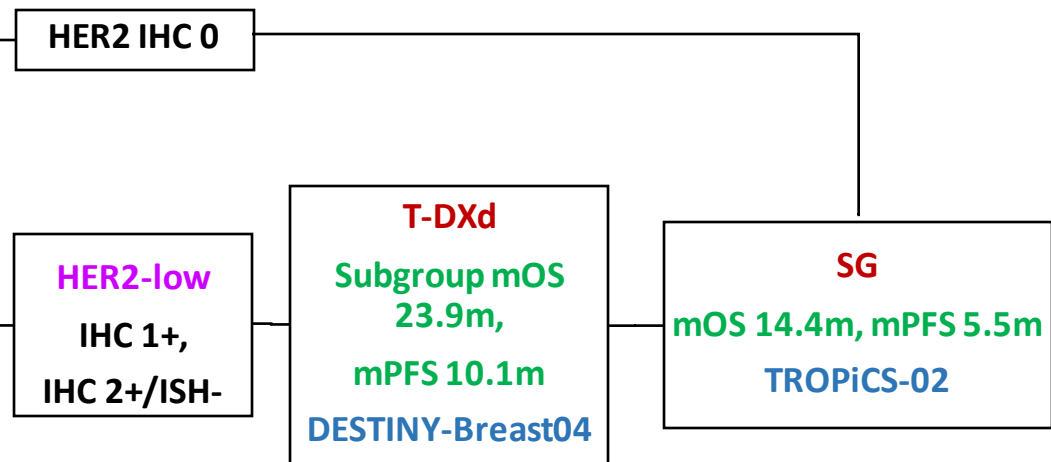 HER2 IHC 0
HER2-low
IHC 1+,
IHC 2+/ISH-
T-DXd
Subgroup mOS
23.9m,
mPFS 10.1m
DESTINY-Breast04
SG
mOS 14.4m, mPFS 5.5m
TROPiCS-02